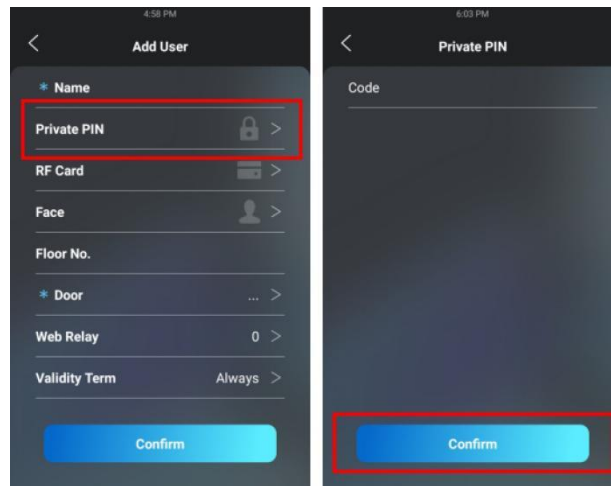 4:58 PM
< Add User
* Name
Private PIN >
RF Card >
Face >
Floor No.
* Door ... >
Web Relay 0 >
Validity Term Always >
Confirm
6:03 PM
< Private PIN
Code
Confirm